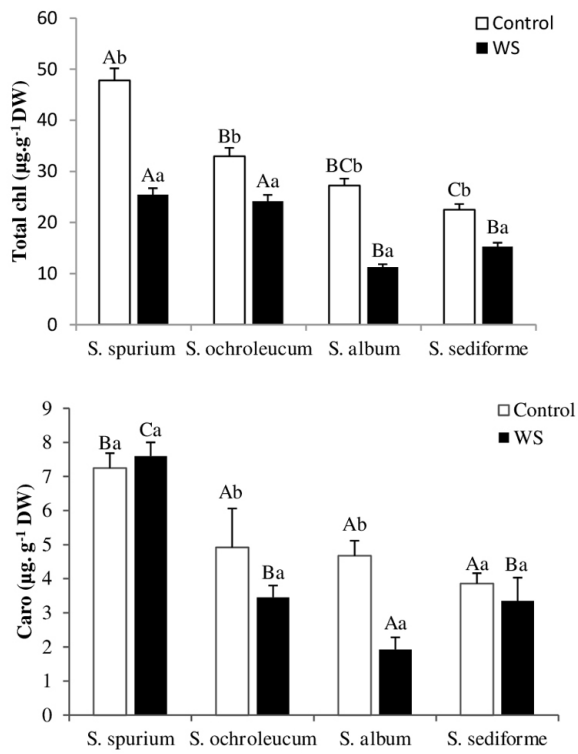 60
50
40
30
20
10
0
Total chl (µg.g-1 DW)
Control
WS
Ab
Aa
Bb
Aa
BCb
Ba
Cb
Ba
S. spurium S. ochroleucum S. album S. sediforme
9
8
7
6
5
4
3
2
1
0
Caro (µg. g-1 DW)
Control
WS
Ba
Ca
Ab
Ba
Ab
Aa
Aa
Ba
S. spurium S. ochroleucum S. album S. sediforme